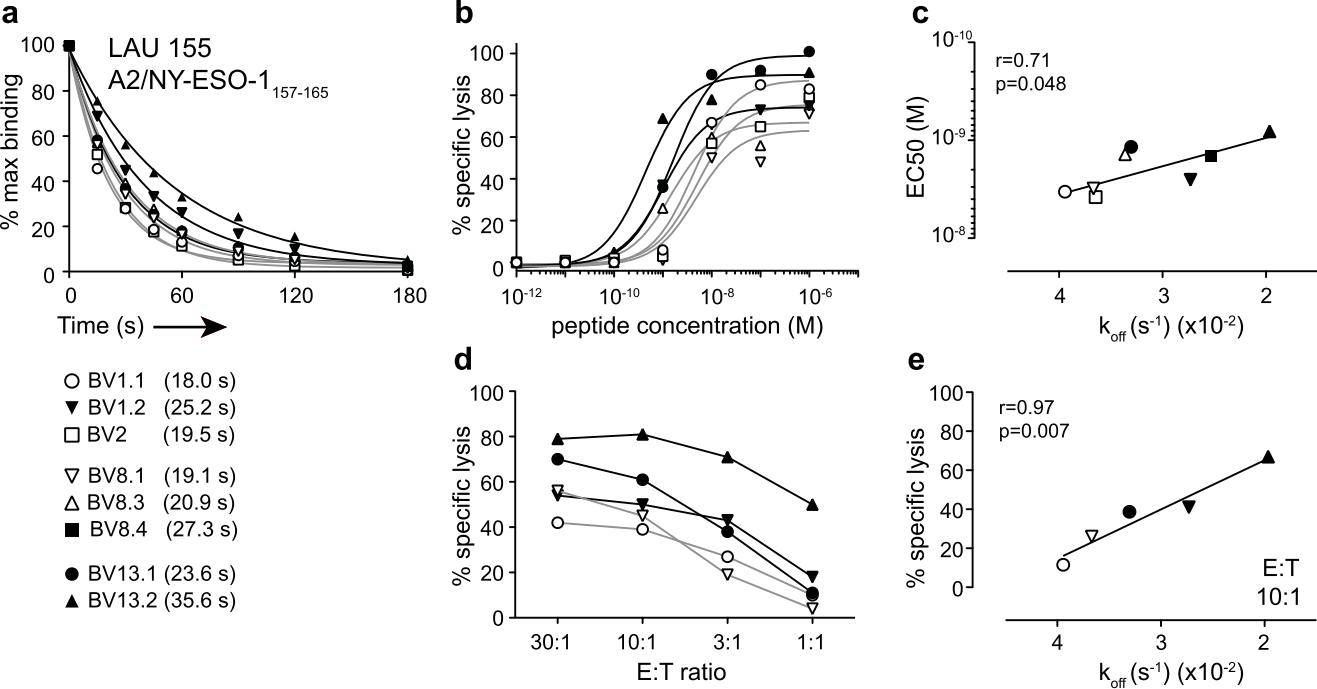 a
% max binding
100
80
60
40
20
0
LAU 155
A2/NY-ESO-1157-165
0
60
120
180
Time (s)
BV1.1 (18.0 s)
BV1.2 (25.2 s)
BV2 (19.5 s)
BV8.1 (19.1 s)
BV8.3 (20.9 s)
BV8.4 (27.3 s)
BV13.1 (23.6 s)
BV13.2 (35.6 s)
b
% specific lysis
100
80
60
40
20
0
10-12
10-10
10-8
10-6
peptide concentration (M)
c
EC50 (M)
10-10
10-9
10-8
r=0.71
p=0.048
4
3
2
koff (s-1) (x10-2)
d
% specific lysis
100
80
60
40
20
0
30:1
10:1
3:1
1:1
E:T ratio
e
% specific lysis
100
80
60
40
20
0
r=0.97
p=0.007
E:T
10:1
4
3
2
koff (s-1) (x10-2)